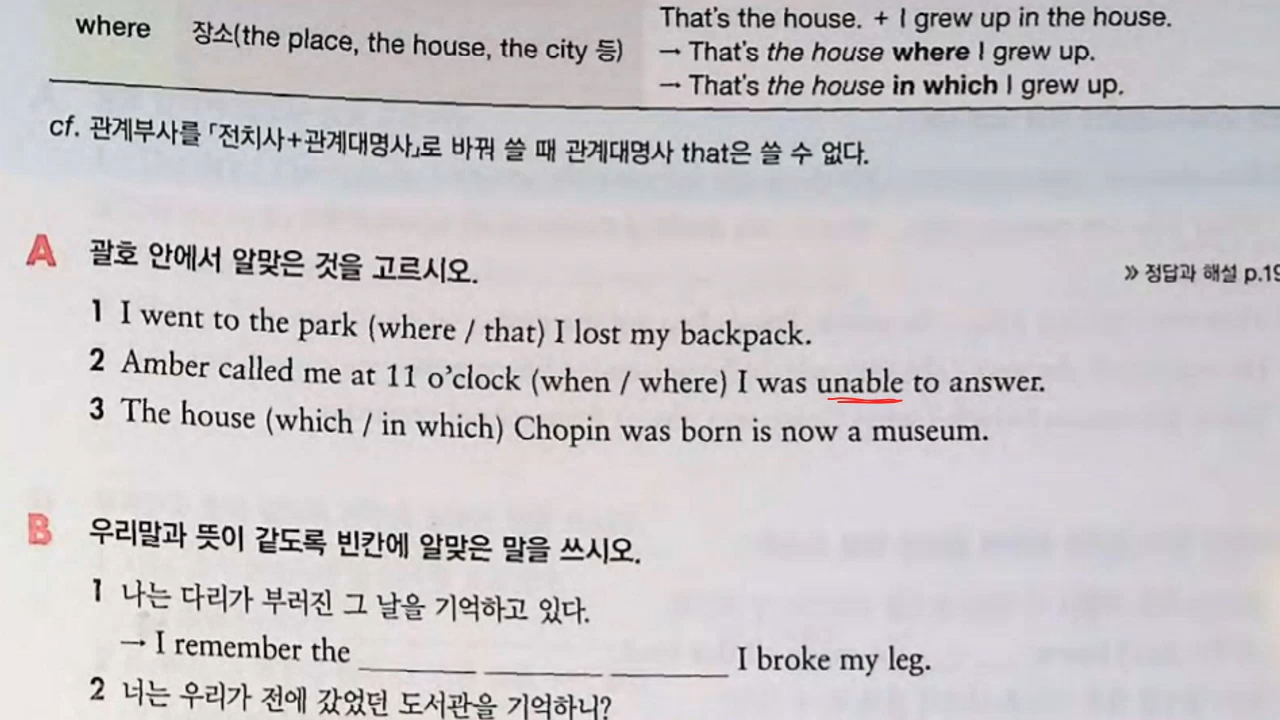 where 장소(the place, the house, the city 등)
That's the house. + I grew up in the house.
→ That's the house where I grew up.
→ That's the house in which I grew up.
cf. 관계부사를 「전치사+관계대명사」로 바꿔 쓸 때 관계대명사 that은 쓸 수 없다.
A 괄호 안에서 알맞은 것을 고르시오.
» 정답과 해설 p.19
1 I went to the park (where / that) I lost my backpack.
2 Amber called me at 11 o'clock (when / where) I was unable to answer.
3 The house (which / in which) Chopin was born is now a museum.
B 우리말과 뜻이 같도록 빈칸에 알맞은 말을 쓰시오.
1 나는 다리가 부러진 그 날을 기억하고 있다.
→ I remember the ________ ________ I broke my leg.
2 너는 우리가 전에 갔었던 도서관을 기억하니?